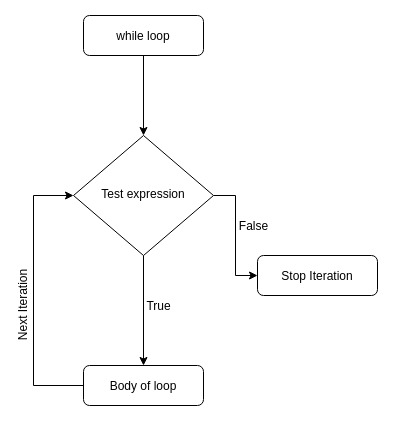 while loop
Test expression
False
Stop Iteration
True
Next Iteration
Body of loop